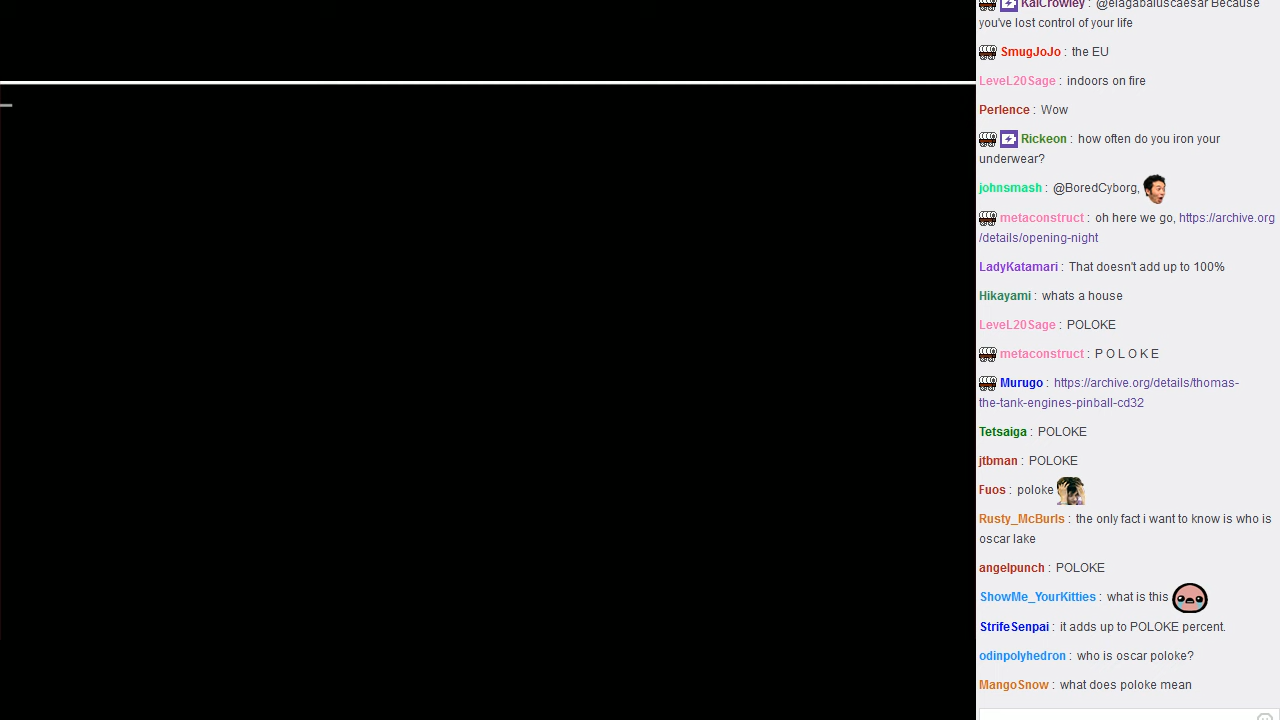 KaiCrowley : @elagabaluscaesar Because
you've lost control of your life
SmugJoJo : the EU
LeveL20Sage : indoors on fire
Perlence : Wow
Rickeon : how often do you iron your
underwear?
johnsmash : @BoredCyborg,
metaconstruct : oh here we go, https://archive.org
/details/opening-night
LadyKatamari : That doesn't add up to 100%
Hikayami : whats a house
LeveL20Sage : POLOKE
metaconstruct : P O L O K E
Murugo : https://archive.org/details/thomas-
the-tank-engines-pinball-cd32
Tetsaiga : POLOKE
jtbman : POLOKE
Fuos : poloke
Rusty_McBurls : the only fact i want to know is who is
oscar lake
angelpunch : POLOKE
ShowMe_YourKitties : what is this
StrifeSenpai : it adds up to POLOKE percent.
odinpolyhedron : who is oscar poloke?
MangoSnow : what does poloke mean